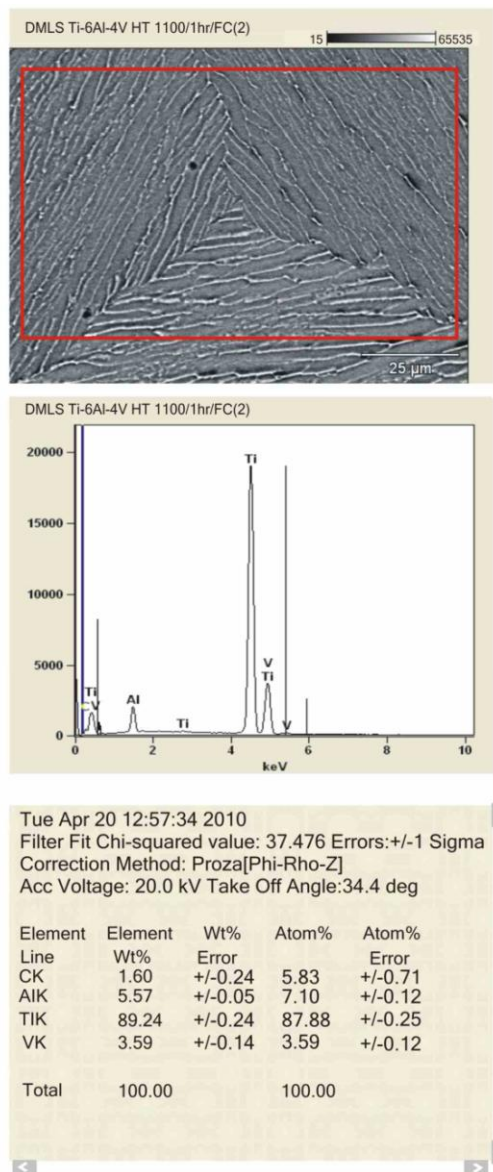 DMLS Ti-6Al-4V HT 1100/1hr/FC(2)
15 65535
25 μm
DMLS Ti-6Al-4V HT 1100/1hr/FC(2)
20000
15000
10000
5000
0
Ti
V
Ti
Ti
C V
Al
Ti
V
0 2 4 6 8 10
keV
Tue Apr 20 12:57:34 2010
Filter Fit Chi-squared value: 37.476 Errors:+/-1 Sigma
Correction Method: Proza[Phi-Rho-Z]
Acc Voltage: 20.0 kV Take Off Angle:34.4 deg
Element Element Wt% Atom% Atom%
Line Wt% Error Error
CK 1.60 +/-0.24 5.83 +/-0.71
AIK 5.57 +/-0.05 7.10 +/-0.12
TIK 89.24 +/-0.24 87.88 +/-0.25
VK 3.59 +/-0.14 3.59 +/-0.12
Total 100.00 100.00